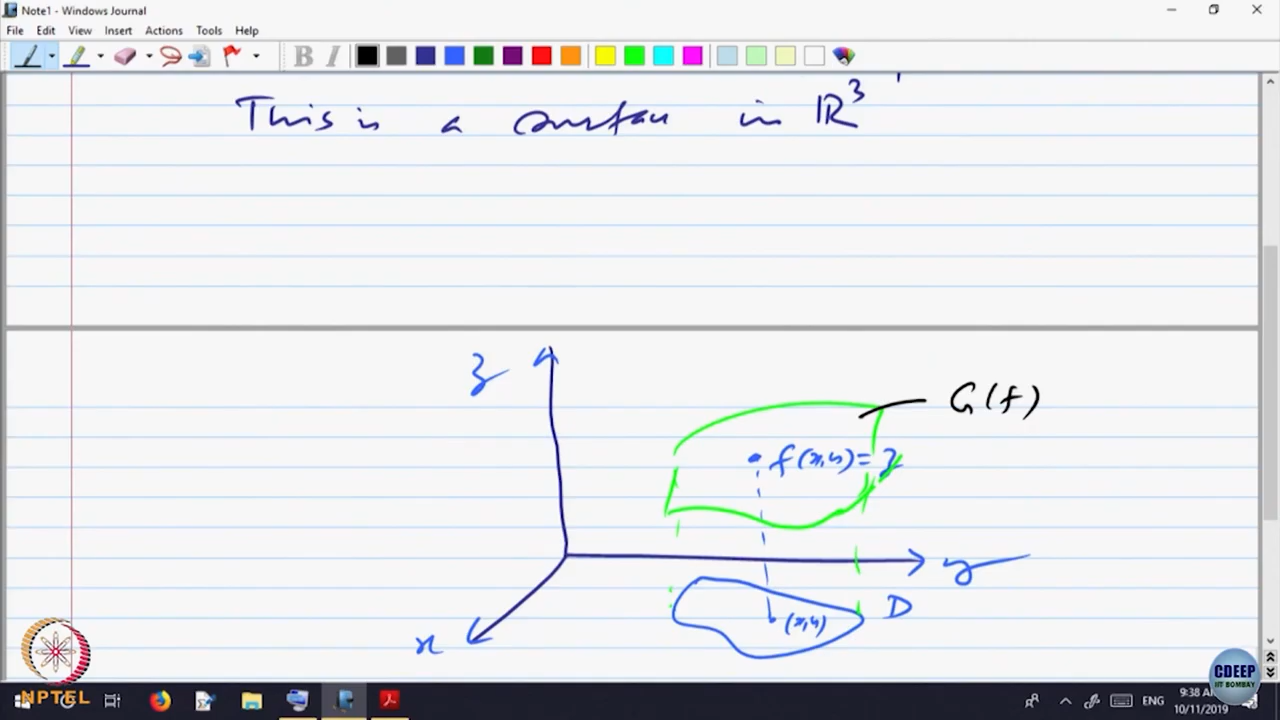 Note1 - Windows Journal
File Edit View Insert Actions Tools Help
B I
This is a surface in ℝ³
z
G(f)
f(x,y) = z
y
D
(x,y)
x
NPTEL
CDEEP
IIT BOMBAY
ENG
9:38 AM
10/11/2019